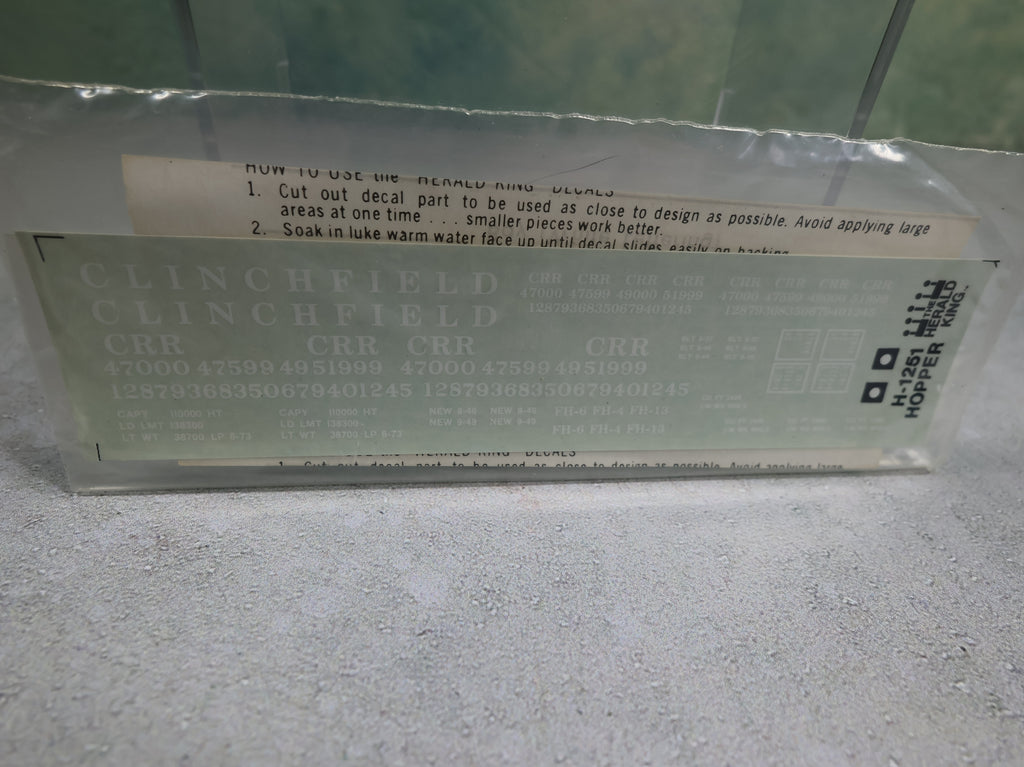 HOW TO USE the HERALD KING DECALS
1. Cut out decal part to be used as close to design as possible. Avoid applying large
areas at one time . . . smaller pieces work better.
2. Soak in luke warm water face up until decal slides easily on backing
CLINCHFIELD
CLINCHFIELD
CRR CRR CRR CRR
47000 47599 4951999 47000 47599 4951999
12879368350679401245 12879368350679401245
CAPY 110000 HT CAPY 110000 HT
LD LMT 138300 LD LMT 138300
LT WT 38700 LP 6-73 LT WT 38700 LP 6-73
NEW 8-48 NEW 8-48
NEW 9-49 NEW 9-49
FH-6 FH-4 FH-13
FH-6 FH-4 FH-13
CRR CRR CRR CRR CRR CRR CRR CRR
47000 47599 49000 51999 47000 47599 49000 51999
12879368350679401245 12879368350679401245
THE
HERALD
KING
H-1251
HOPPER
1. Cut out decal part to be used as close to design as possible. Avoid applying large